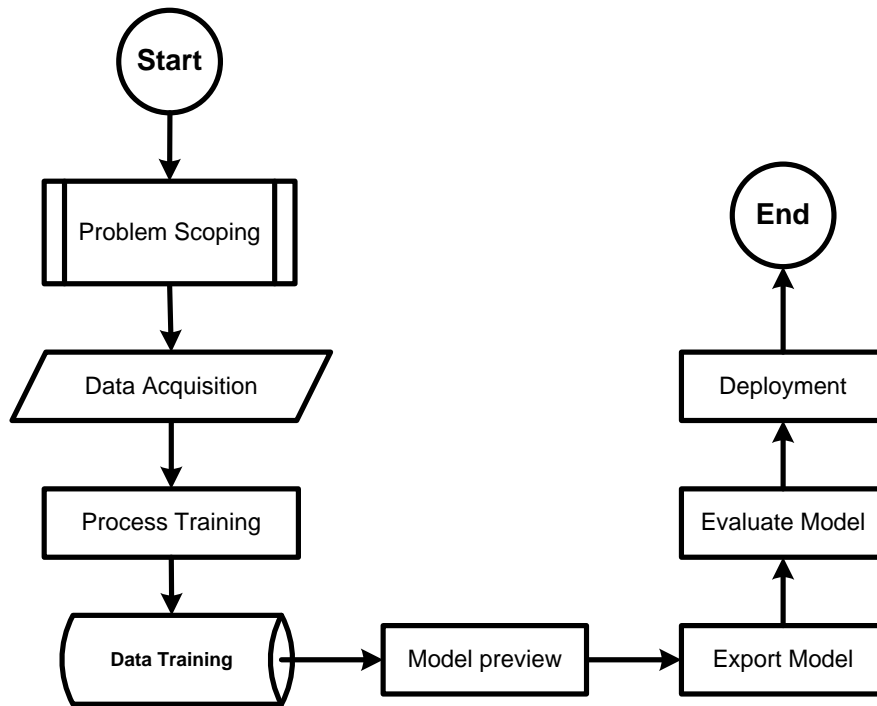 Start
Problem Scoping
Data Acquisition
Process Training
Data Training
Model preview
Export Model
Evaluate Model
Deployment
End